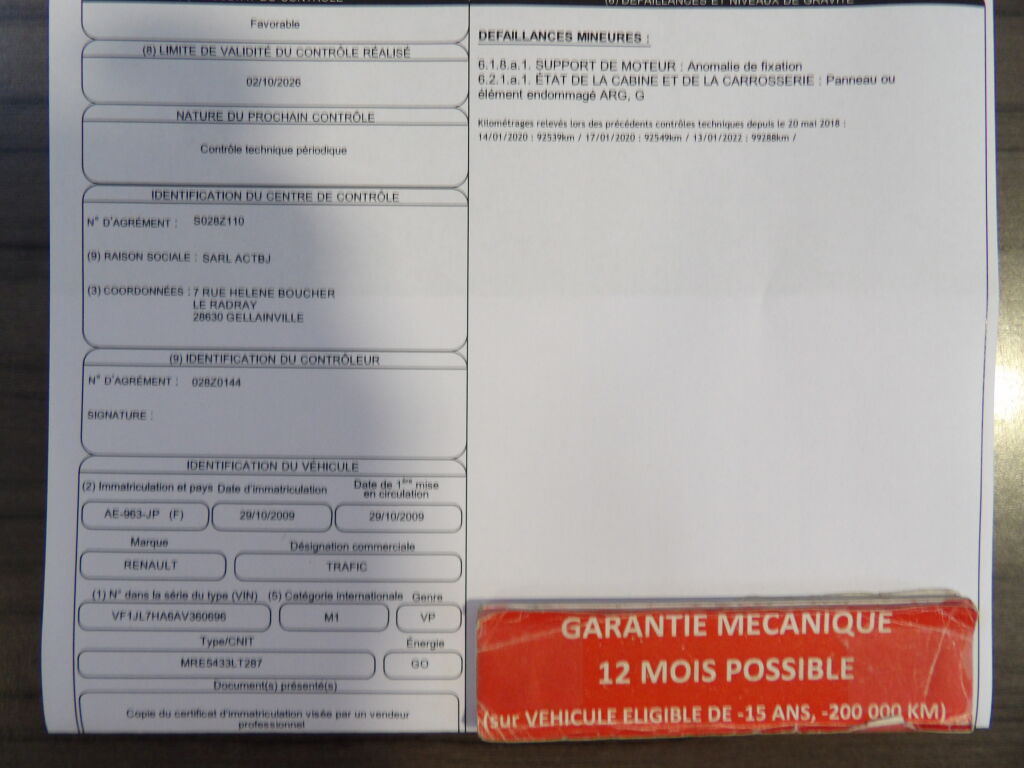 Favorable
(8) LIMITE DE VALIDITÉ DU CONTRÔLE RÉALISÉ
02/10/2026
NATURE DU PROCHAIN CONTRÔLE
Contrôle technique périodique
IDENTIFICATION DU CENTRE DE CONTRÔLE
N° D'AGRÉMENT : S028Z110
(9) RAISON SOCIALE : SARL ACTBJ
(3) COORDONNÉES : 7 RUE HELENE BOUCHER
LE RADRAY
28630 GELLAINVILLE
(9) IDENTIFICATION DU CONTRÔLEUR
N° D'AGRÉMENT : 028Z0144
SIGNATURE :
IDENTIFICATION DU VÉHICULE
(2) Immatriculation et pays Date d'immatriculation Date de 1ère mise
en circulation
AE-963-JP (F) 29/10/2009 29/10/2009
Marque Désignation commerciale
RENAULT TRAFIC
(1) N° dans la série du type (VIN) (5) Catégorie internationale Genre
VF1JL7HA6AV360696 M1 VP
Type/CNIT Énergie
MRE5433LT287 GO
Document(s) présenté(s)
Copie du certificat d'immatriculation visée par un vendeur
professionnel
(6) DÉFAILLANCES ET NIVEAUX DE GRAVITÉ
DEFAILLANCES MINEURES :
6.1.8.a.1. SUPPORT DE MOTEUR : Anomalie de fixation
6.2.1.a.1. ÉTAT DE LA CABINE ET DE LA CARROSSERIE : Panneau ou
élément endommagé ARG, G
Kilométrages relevés lors des précédents contrôles techniques depuis le 20 mai 2018 :
14/01/2020 : 92539km / 17/01/2020 : 92549km / 13/01/2022 : 99288km /
GARANTIE MECANIQUE
12 MOIS POSSIBLE
(sur VEHICULE ELIGIBLE DE -15 ANS, -200 000 KM)